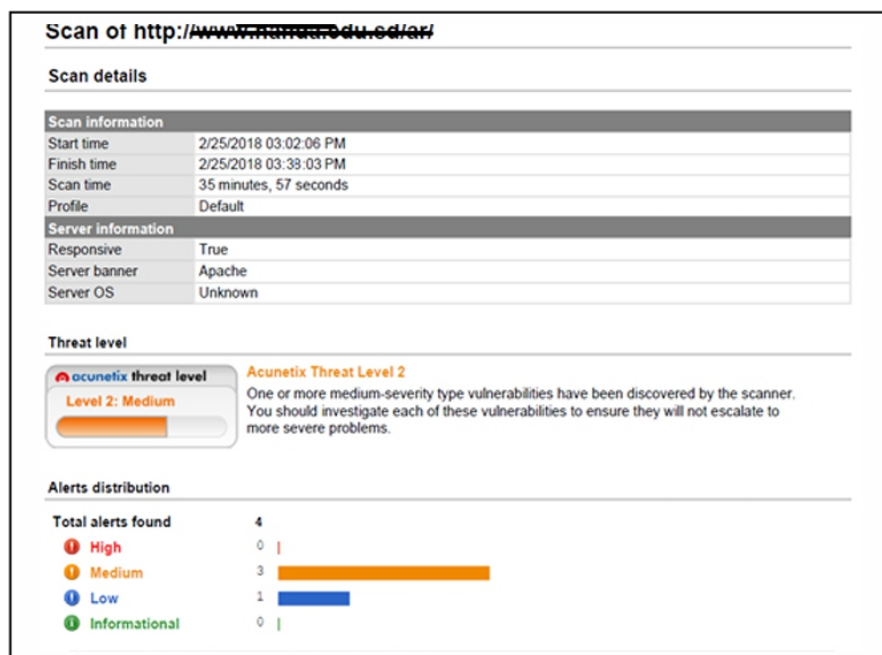 Scan of http://
Scan details
Scan information
Start time 2/25/2018 03:02:06 PM
Finish time 2/25/2018 03:38:03 PM
Scan time 35 minutes, 57 seconds
Profile Default
Server information
Responsive True
Server banner Apache
Server OS Unknown
Threat level
acunetix threat level
Level 2: Medium
Acunetix Threat Level 2
One or more medium-severity type vulnerabilities have been discovered by the scanner.
You should investigate each of these vulnerabilities to ensure they will not escalate to
more severe problems.
Alerts distribution
Total alerts found 4
High 0
Medium 3
Low 1
Informational 0